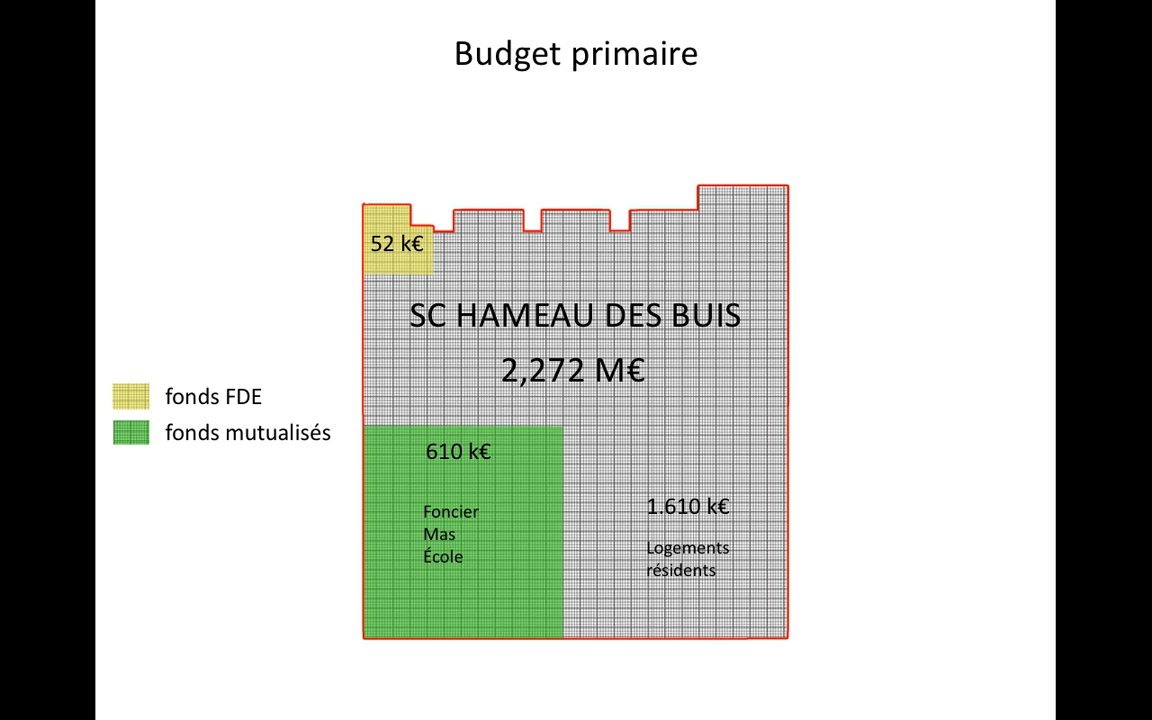 Budget primaire
52 k€
SC HAMEAU DES BUIS
2,272 M€
fonds FDE
fonds mutualisés
610 k€
Foncier
Mas
École
1.610 k€
Logements
résidents